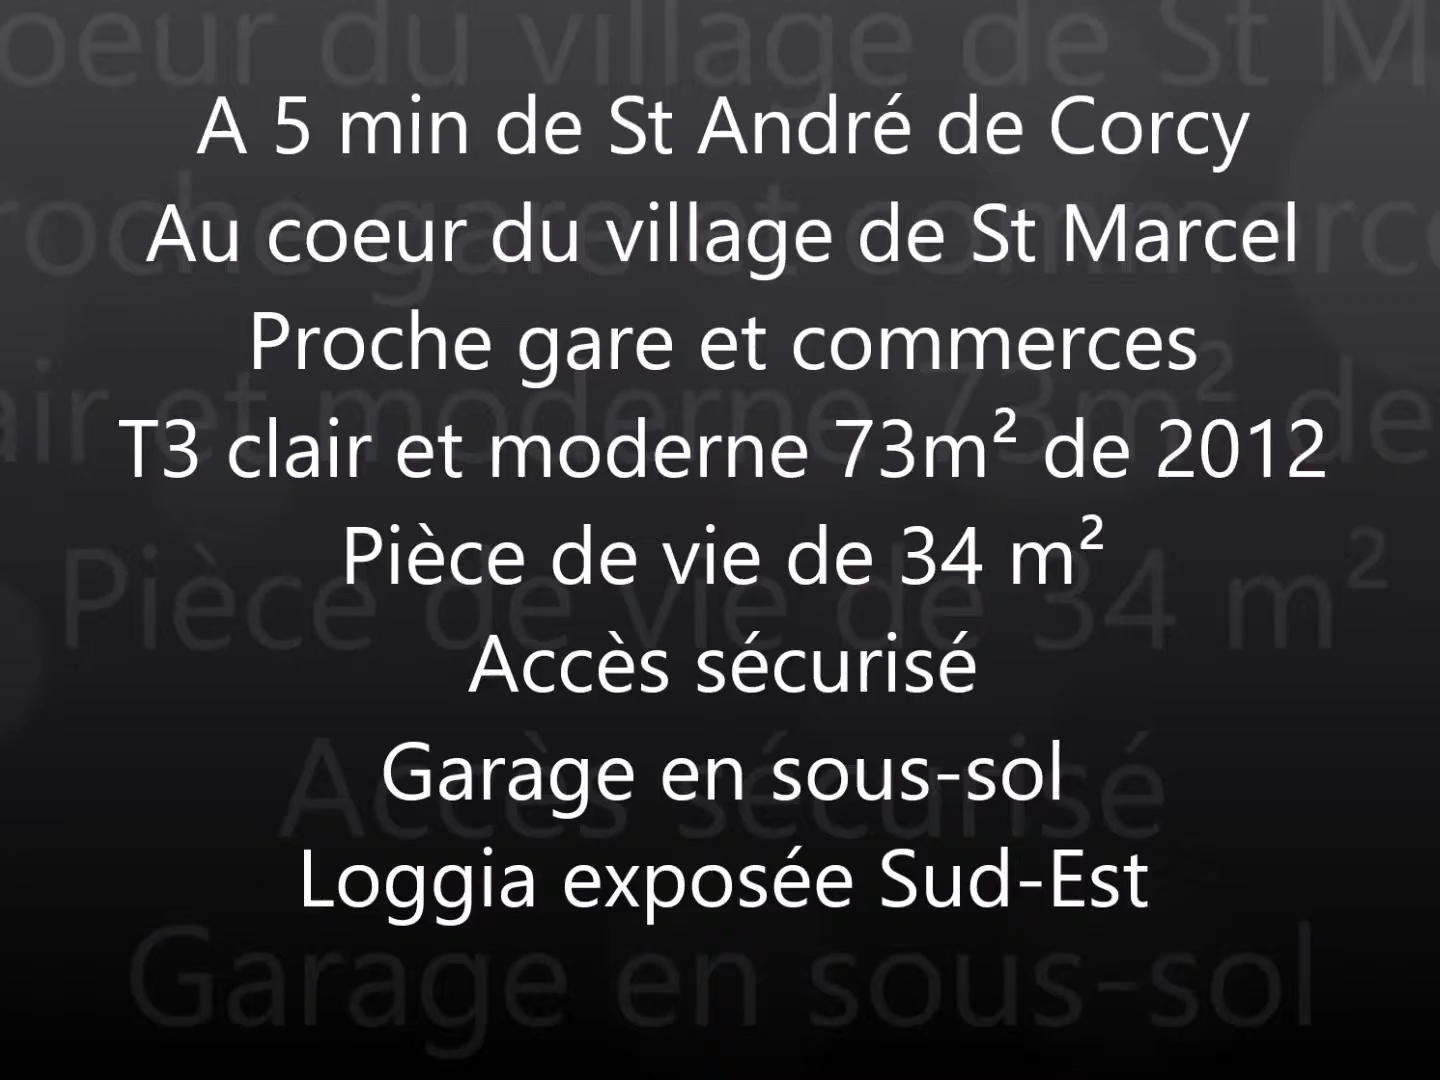 A 5 min de St André de Corcy
Au coeur du village de St Marcel
Proche gare et commerces
T3 clair et moderne 73m² de 2012
Pièce de vie de 34 m²
Accès sécurisé
Garage en sous-sol
Loggia exposée Sud-Est